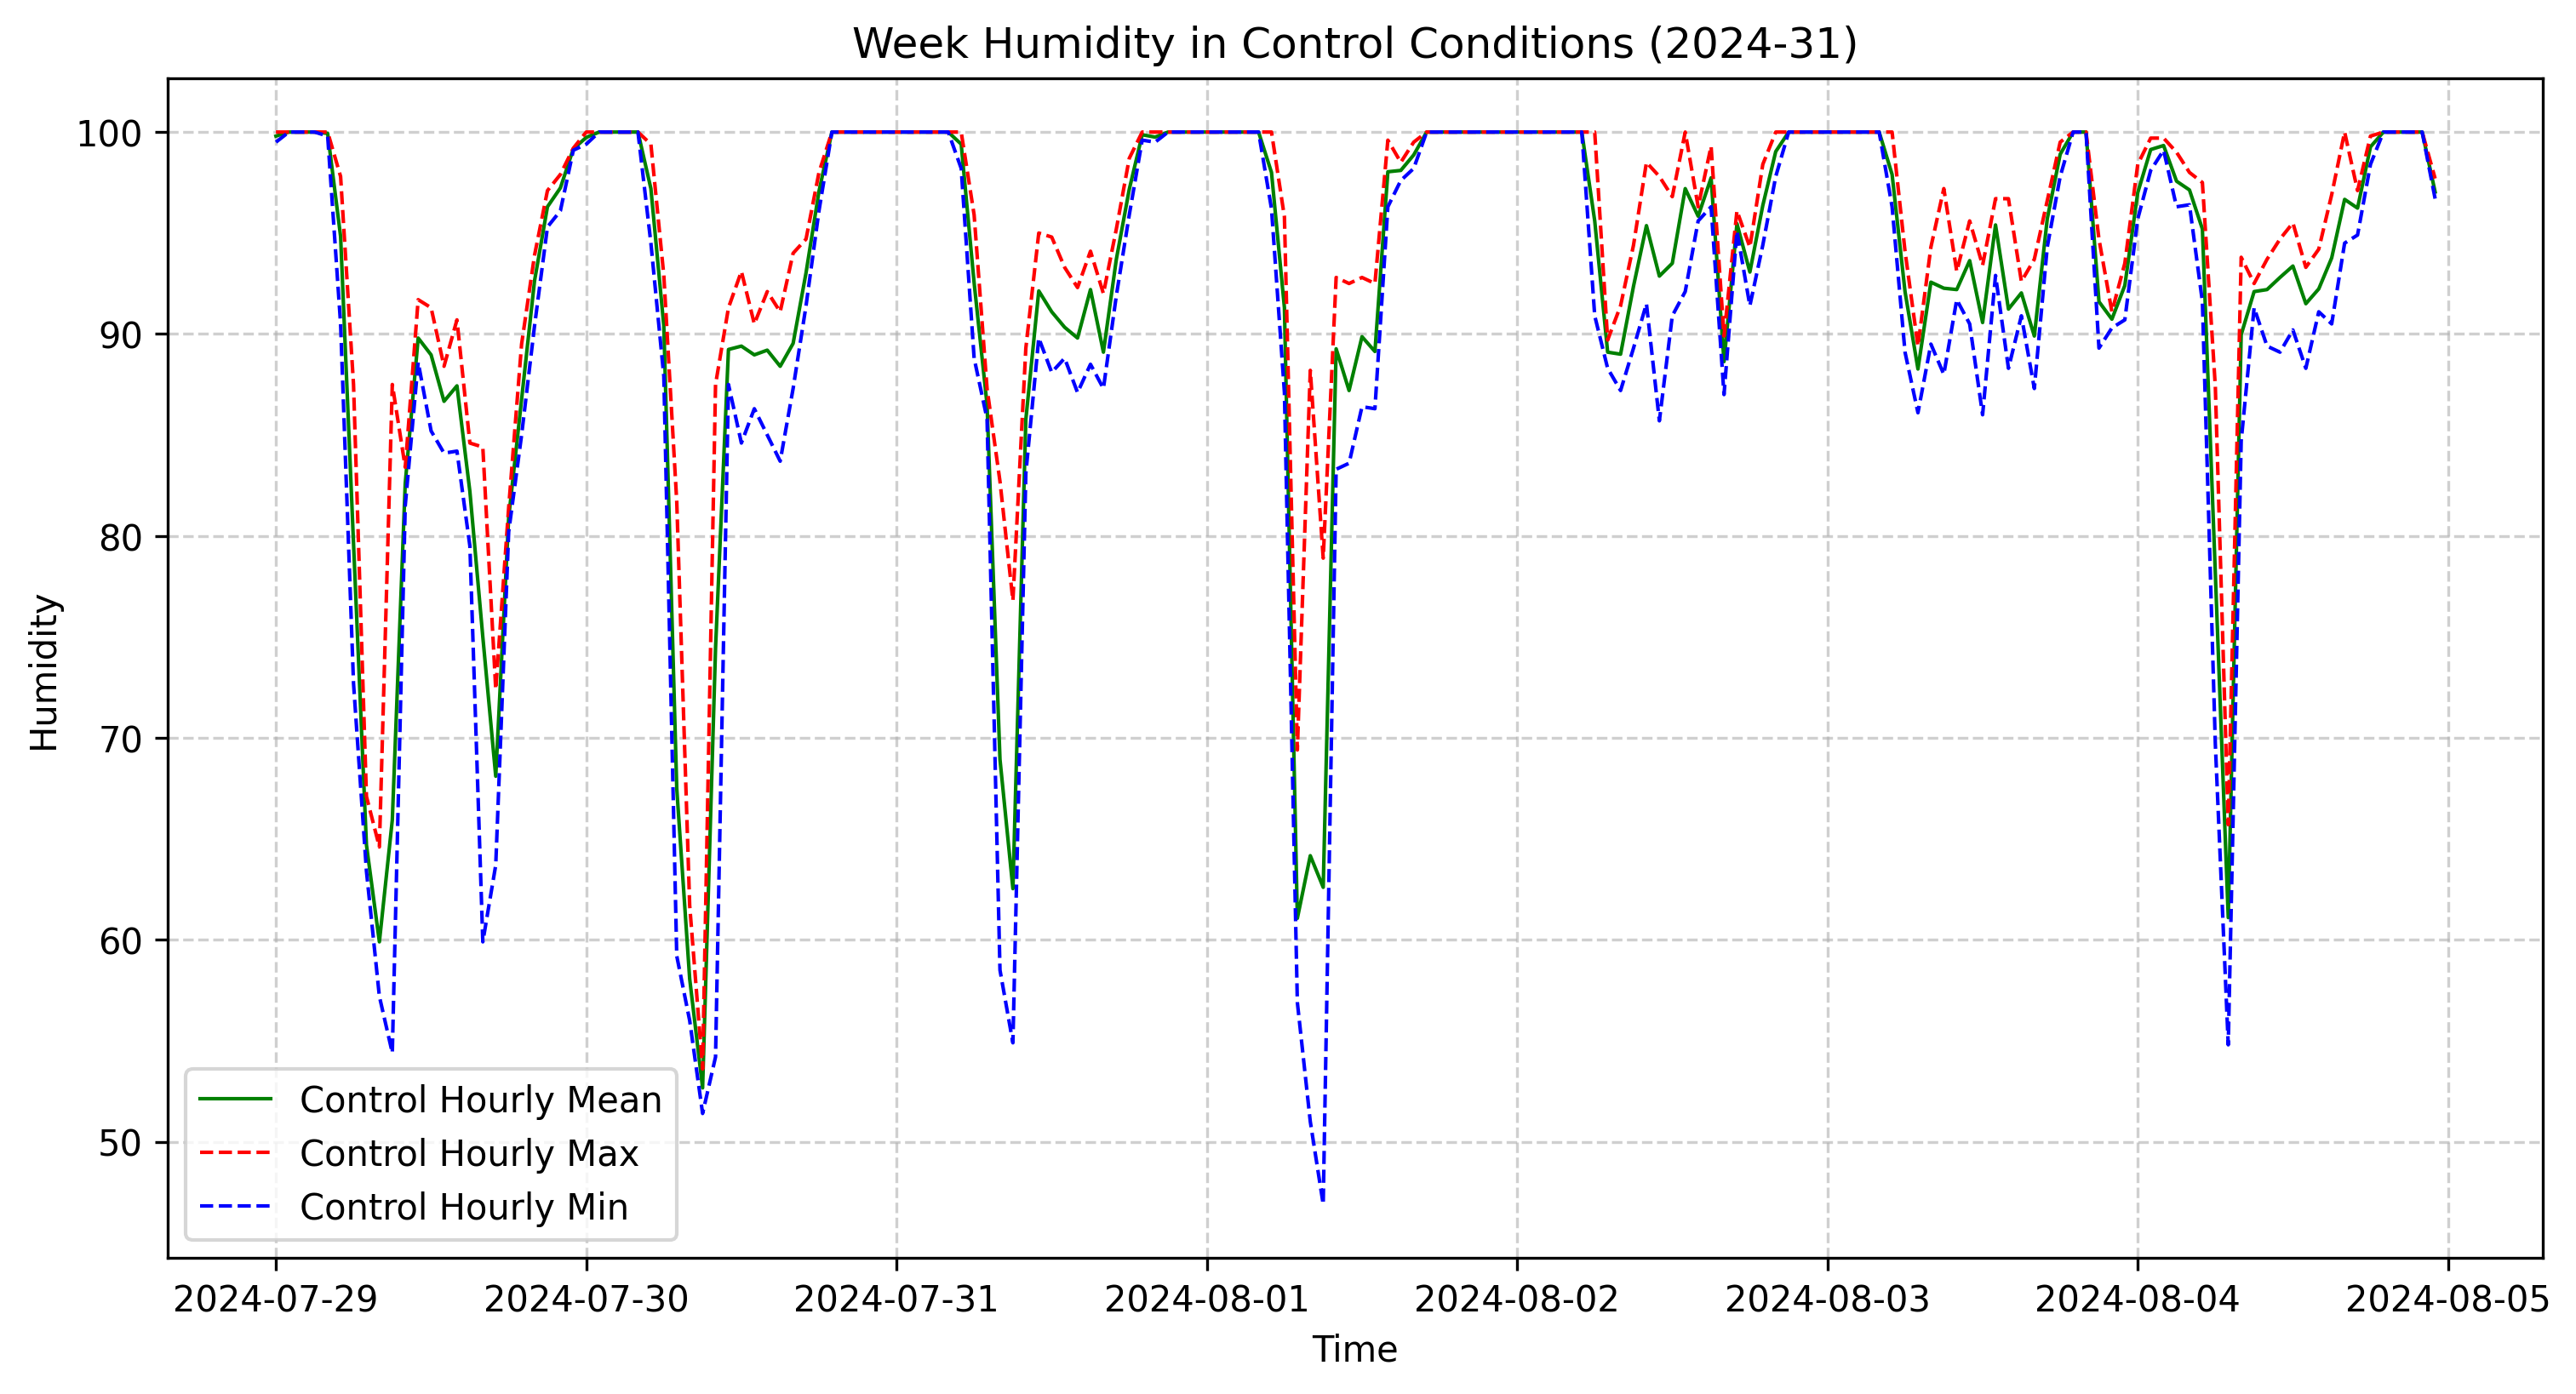 Week Humidity in Control Conditions (2024-31)
100
90
80
70
60
50
Humidity
Control Hourly Mean
Control Hourly Max
Control Hourly Min
2024-07-29 2024-07-30 2024-07-31 2024-08-01 2024-08-02 2024-08-03 2024-08-04 2024-08-05
Time